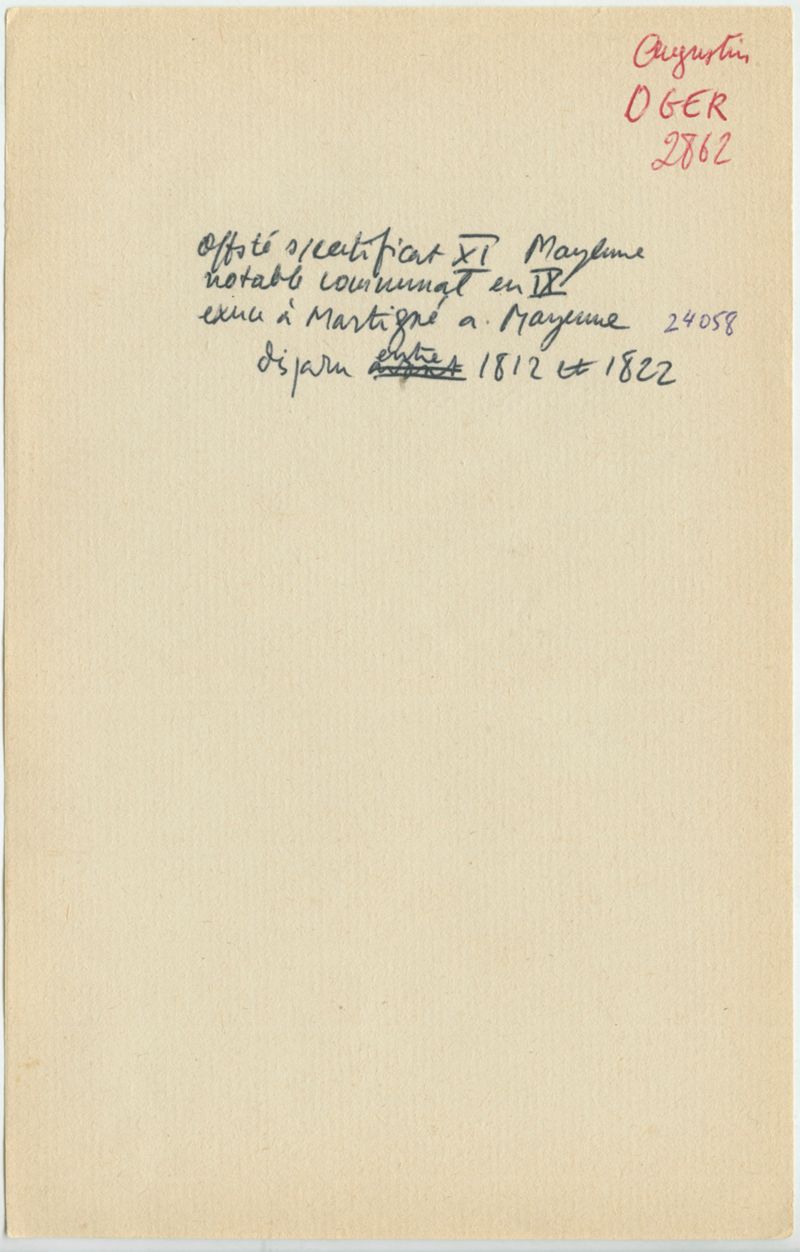 Augustin
OGER
2862
Offsté s/certificat XI Mayenne
notable communal en IX
exerce à Martigné a. Mayenne 24058
disparu entre 1812 et 1822